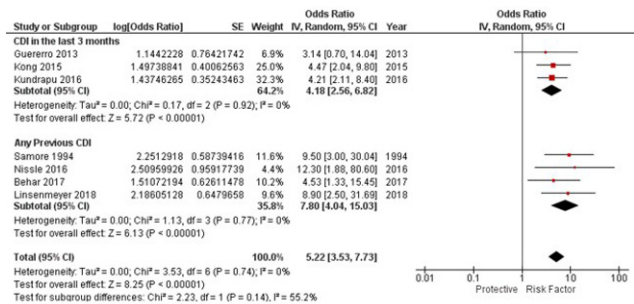 Odds Ratio Odds Ratio
Study or Subgroup log[Odds Ratio] SE Weight IV, Random, 95% CI Year IV, Random, 95% CI
CDI in the last 3 months
Guererro 2013 1.1442228 0.76421742 6.9% 3.14 [0.70, 14.04] 2013
Kong 2015 1.49738841 0.40062563 25.0% 4.47 [2.04, 9.80] 2015
Kundrapu 2016 1.43746265 0.35243463 32.3% 4.21 [2.11, 8.40] 2016
Subtotal (95% CI) 64.2% 4.18 [2.56, 6.82]
Heterogeneity: Tau² = 0.00; Chi² = 0.17, df = 2 (P = 0.92); I² = 0%
Test for overall effect: Z = 5.72 (P < 0.00001)
Any Previous CDI
Samore 1994 2.2512918 0.58739416 11.6% 9.50 [3.00, 30.04] 1994
Nissle 2016 2.50959926 0.95917739 4.4% 12.30 [1.88, 80.60] 2016
Behar 2017 1.51072194 0.62611478 10.2% 4.53 [1.33, 15.45] 2017
Linsenmeyer 2018 2.18605128 0.6479658 9.6% 8.90 [2.50, 31.69] 2018
Subtotal (95% CI) 35.8% 7.80 [4.04, 15.03]
Heterogeneity: Tau² = 0.00; Chi² = 1.13, df = 3 (P = 0.77); I² = 0%
Test for overall effect: Z = 6.13 (P < 0.00001)
Total (95% CI) 100.0% 5.22 [3.53, 7.73]
Heterogeneity: Tau² = 0.00; Chi² = 3.53, df = 6 (P = 0.74); I² = 0%
Test for overall effect: Z = 8.25 (P < 0.00001)
Test for subgroup differences: Chi² = 2.23, df = 1 (P = 0.14), I² = 55.2%
0.01 0.1 1 10 100
Protective Risk Factor